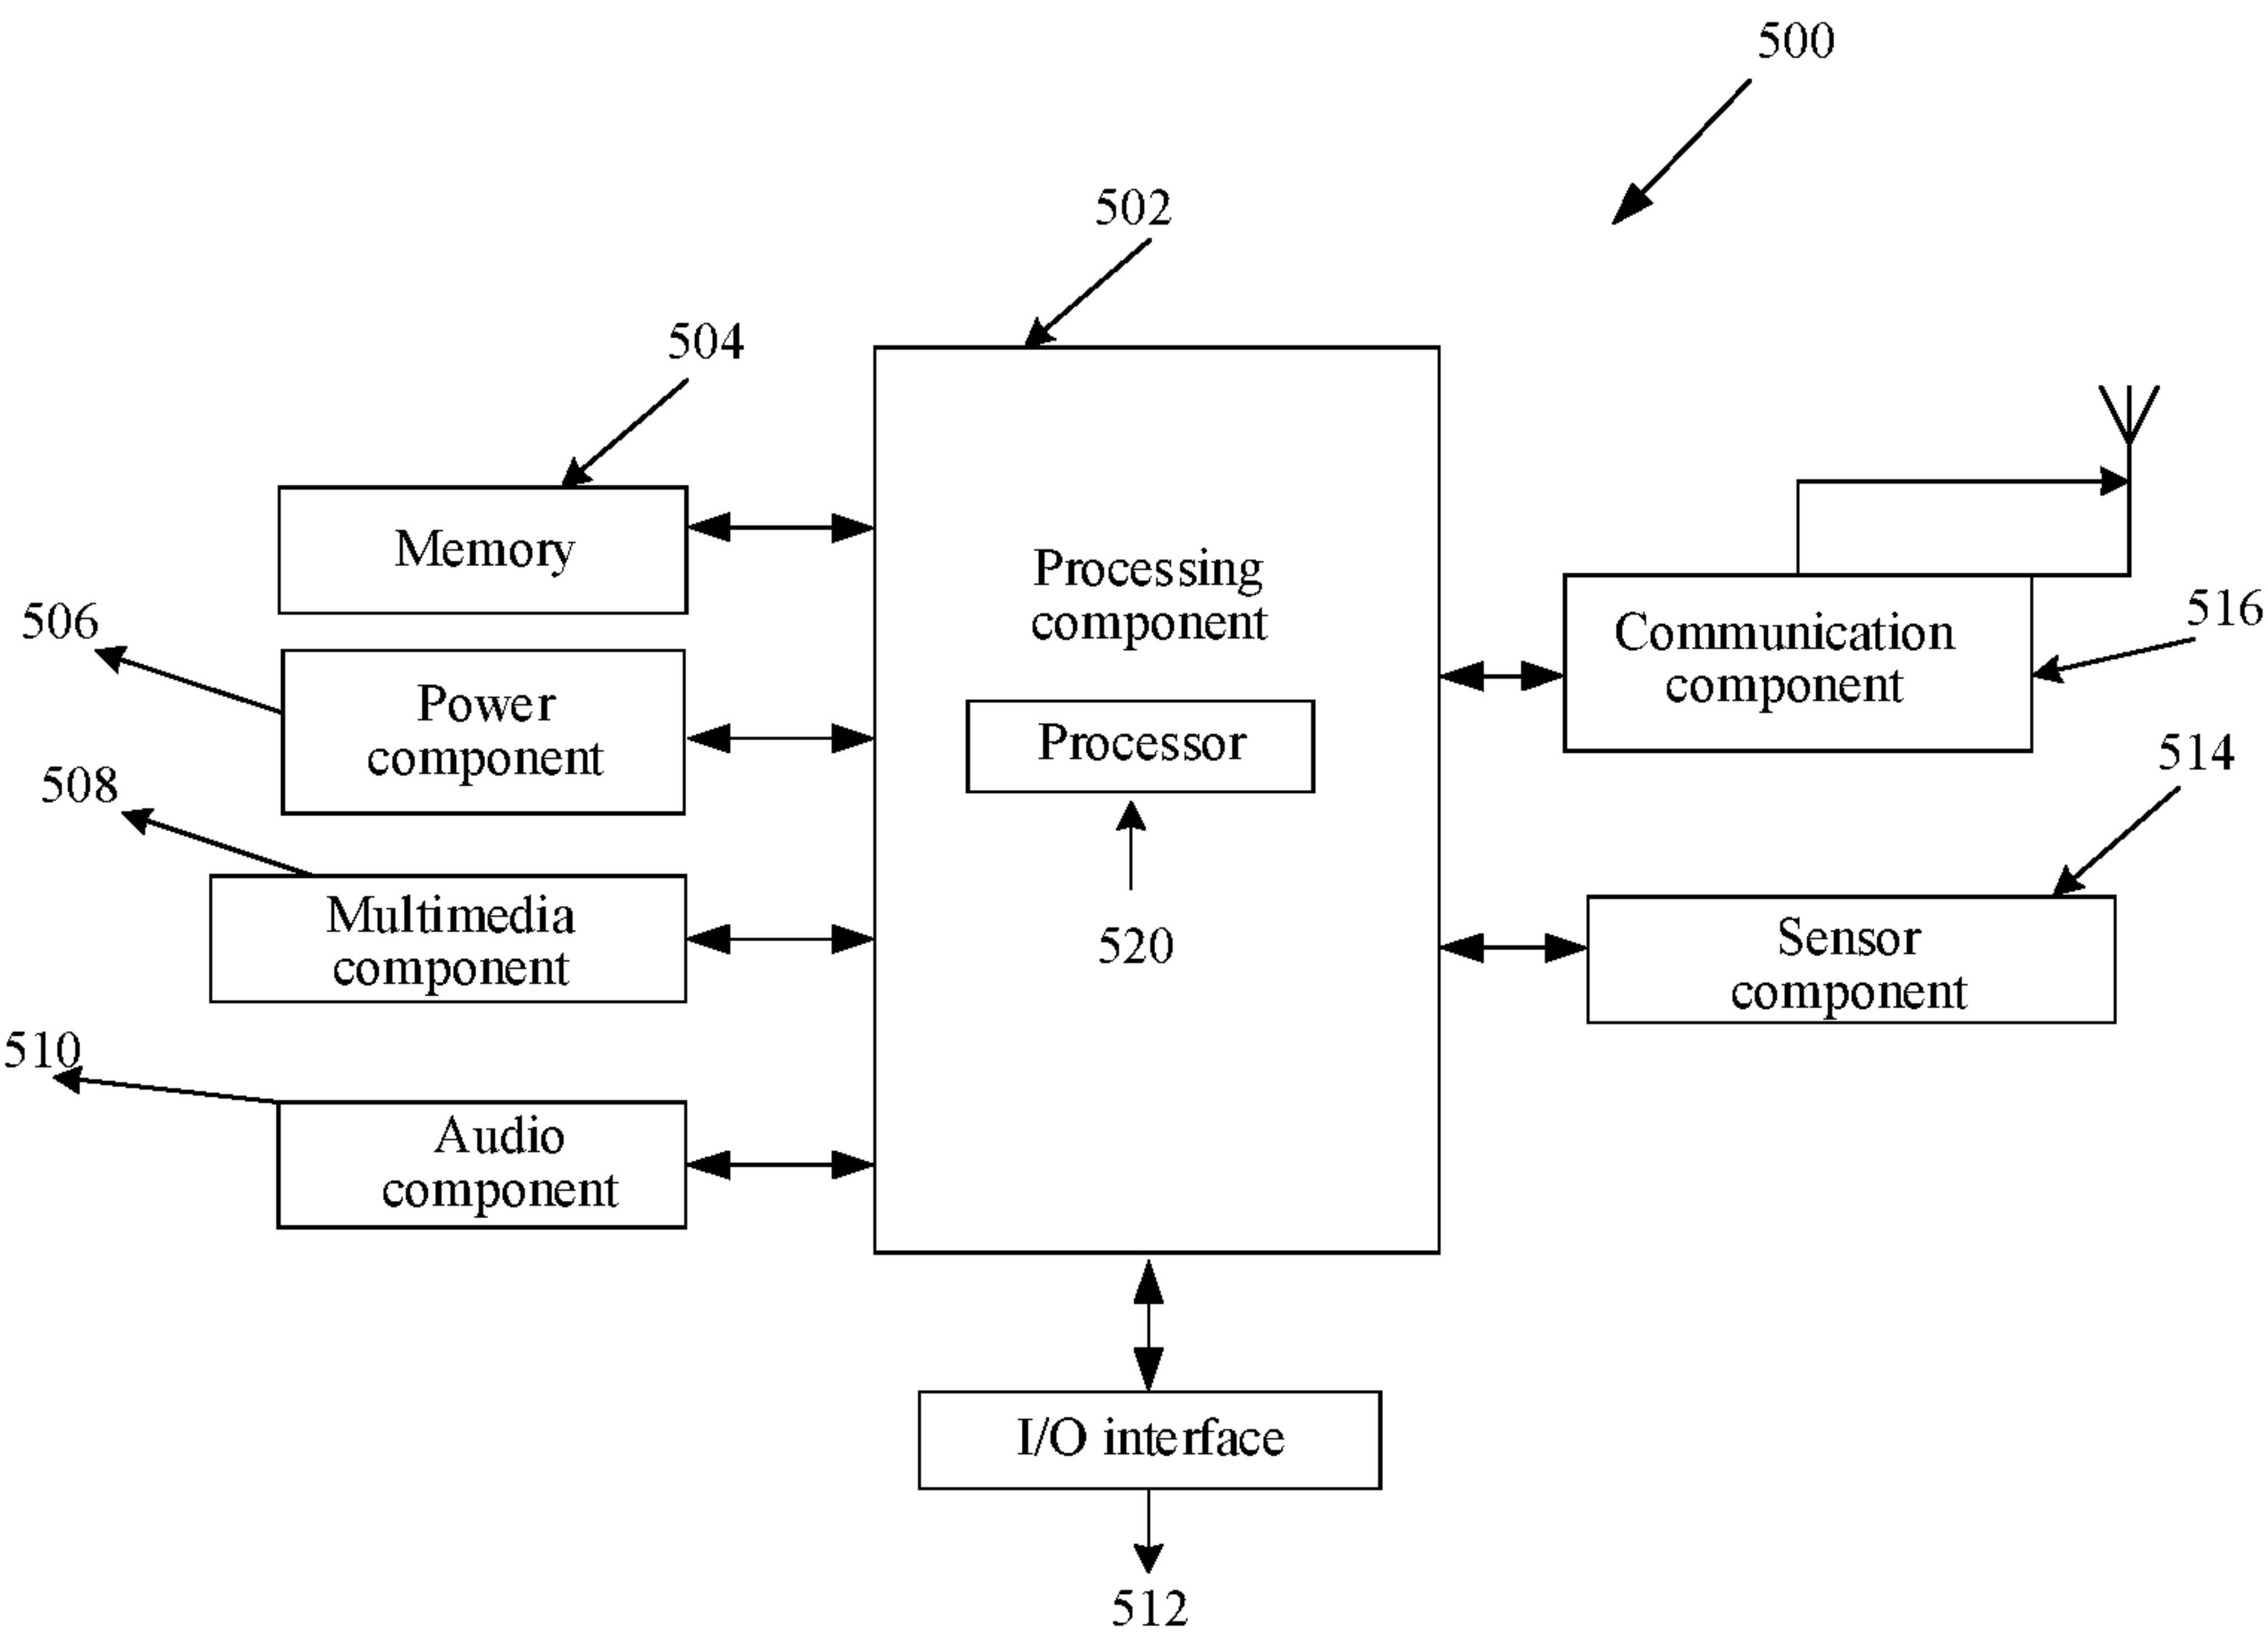 500
502
504
Memory
506
Power
component
508
Multimedia
component
510
Audio
component
Processing
component
Processor
520
Communication
component
516
514
Sensor
component
I/O interface
512